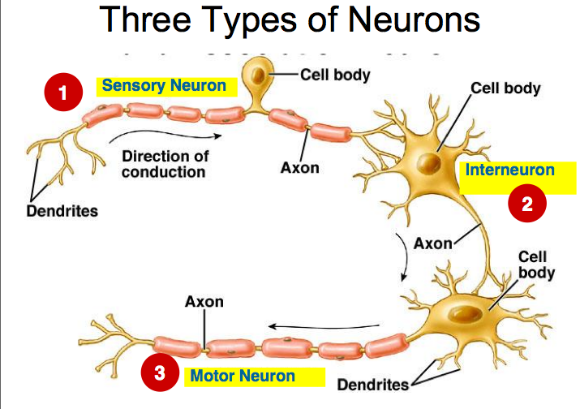 Three Types of Neurons
1
Sensory Neuron
Cell body
Cell body
Direction of
conduction
Axon
Interneuron
2
Dendrites
Axon
Cell
body
Axon
3
Motor Neuron
Dendrites